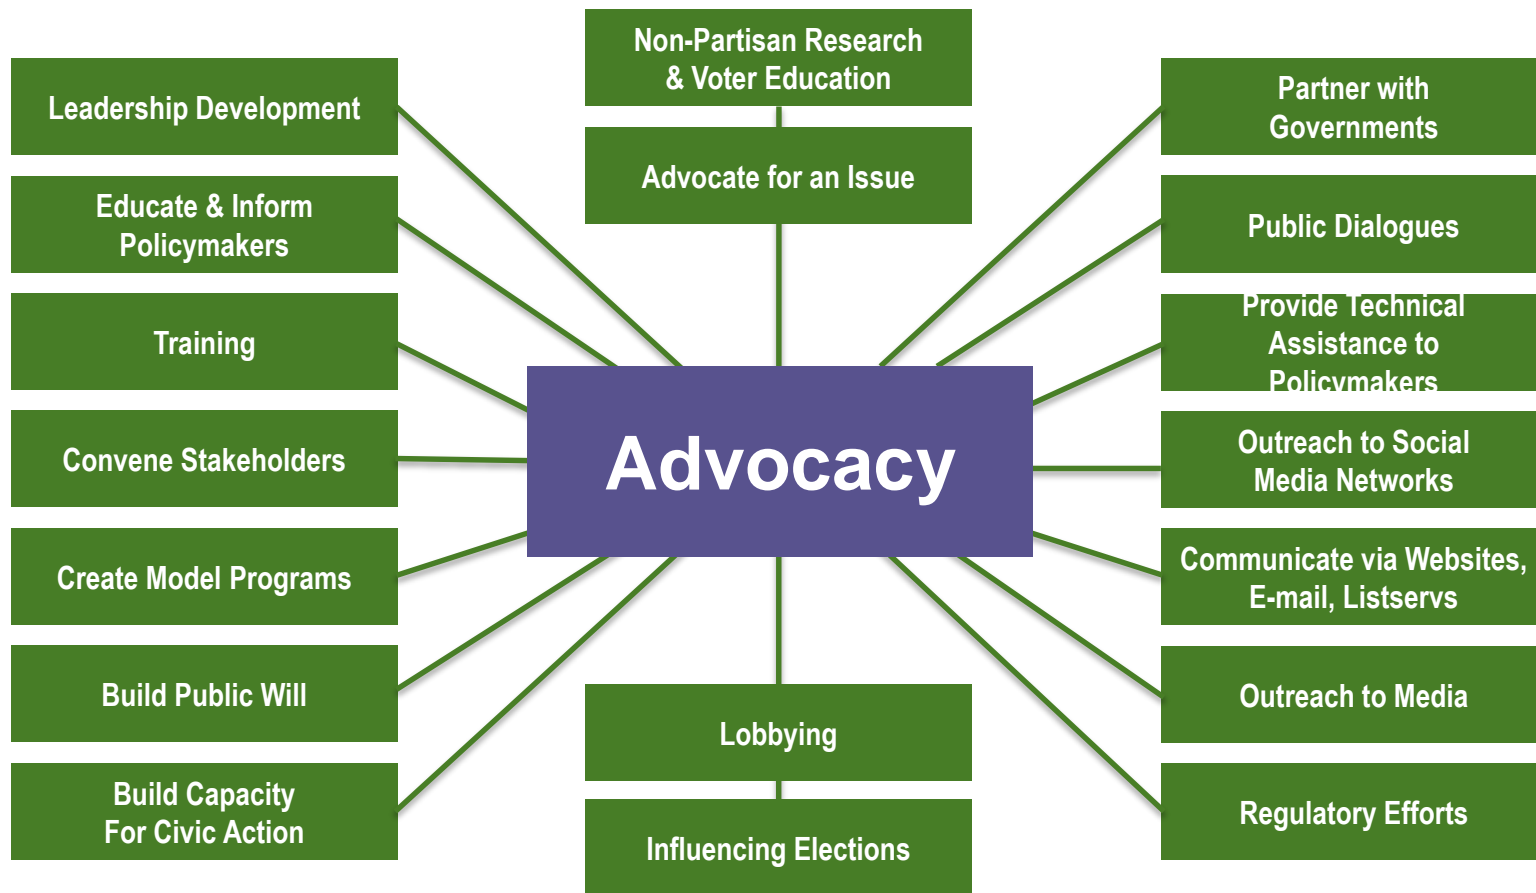 Non-Partisan Research
& Voter Education
Advocate for an Issue
Leadership Development
Educate & Inform
Policymakers
Training
Convene Stakeholders
Create Model Programs
Build Public Will
Build Capacity
For Civic Action
Advocacy
Partner with
Governments
Public Dialogues
Provide Technical
Assistance to
Policymakers
Outreach to Social
Media Networks
Communicate via Websites,
E-mail, Listservs
Outreach to Media
Regulatory Efforts
Lobbying
Influencing Elections